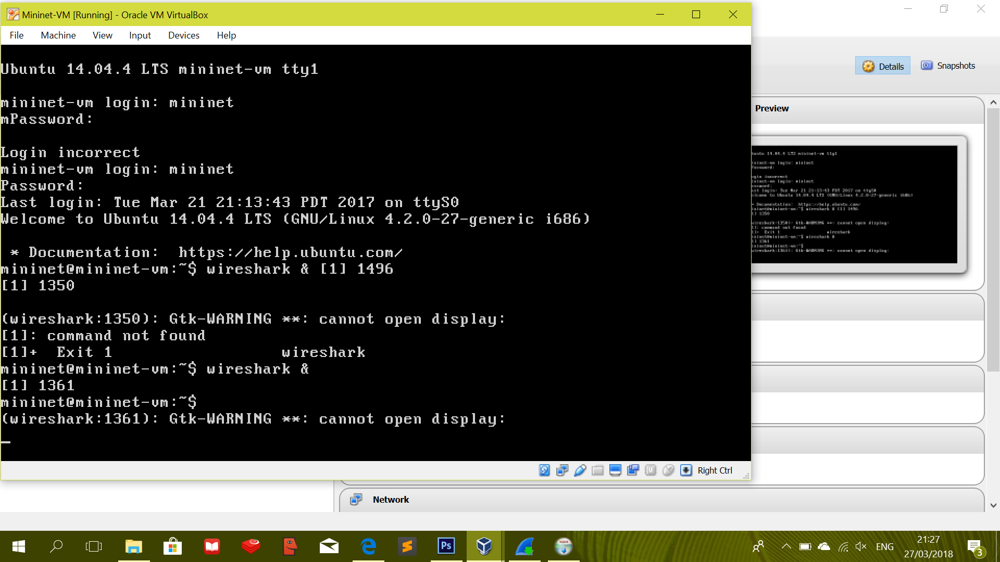 Mininet-VM [Running] - Oracle VM VirtualBox
File Machine View Input Devices Help
Ubuntu 14.04.4 LTS mininet-vm tty1
mininet-vm login: mininet
mPassword:
Login incorrect
mininet-vm login: mininet
Password:
Last login: Tue Mar 21 21:13:43 PDT 2017 on ttyS0
Welcome to Ubuntu 14.04.4 LTS (GNU/Linux 4.2.0-27-generic i686)
* Documentation:  https://help.ubuntu.com/
mininet@mininet-vm:~$ wireshark & [1] 1496
[1] 1350
(wireshark:1350): Gtk-WARNING **: cannot open display:
[1]: command not found
[1]+  Exit 1                  wireshark
mininet@mininet-vm:~$ wireshark &
[1] 1361
mininet@mininet-vm:~$
(wireshark:1361): Gtk-WARNING **: cannot open display:
_
Right Ctrl
Details
Snapshots
Preview
Network
Ps
ENG
21:27
27/03/2018
3